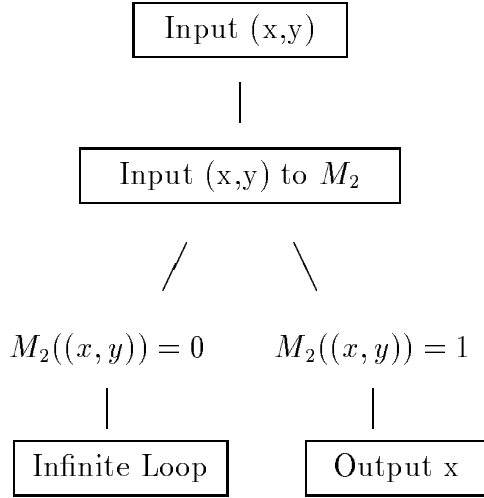 Input (x,y)
Input (x,y) to M₂
M₂((x, y)) = 0 M₂((x, y)) = 1
Infinite Loop Output x